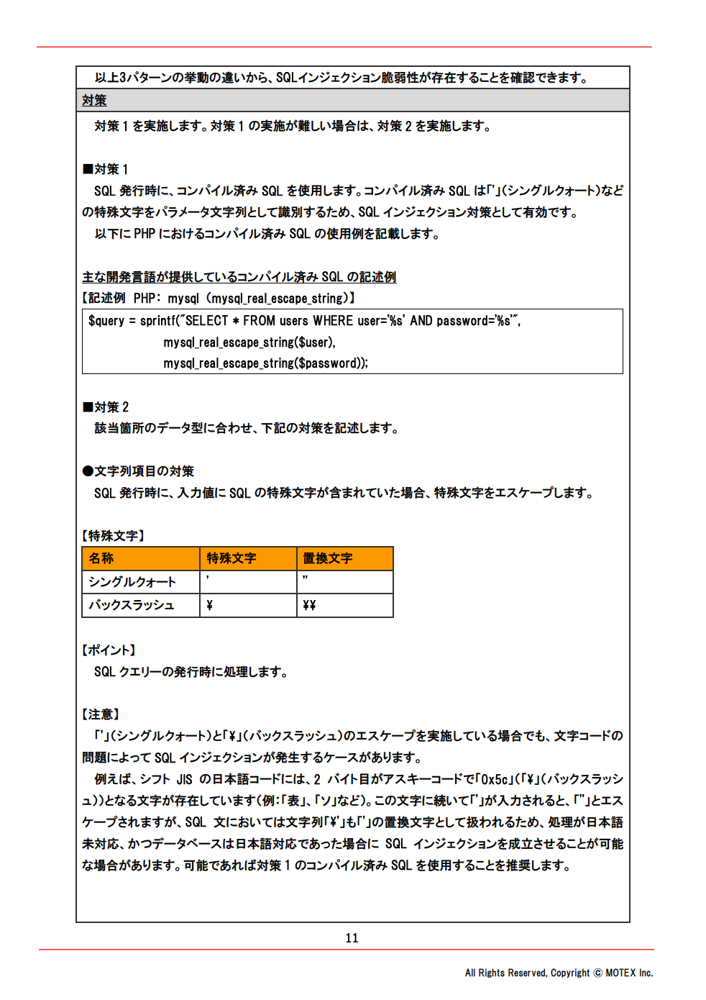 以上3パターンの挙動の違いから、SQLインジェクション脆弱性が存在することを確認できます。
対策
対策 1 を実施します。対策 1 の実施が難しい場合は、対策 2 を実施します。
■対策 1
SQL 発行時に、コンパイル済み SQL を使用します。コンパイル済み SQL は「'」（シングルクォート）など
の特殊文字をパラメータ文字列として識別するため、SQL インジェクション対策として有効です。
以下に PHP におけるコンパイル済み SQL の使用例を記載します。
主な開発言語が提供しているコンパイル済み SQL の記述例
【記述例 PHP： mysql （mysql_real_escape_string）】
$query = sprintf("SELECT * FROM users WHERE user='%s' AND password='%s'",
mysql_real_escape_string($user),
mysql_real_escape_string($password));
■対策 2
該当箇所のデータ型に合わせ、下記の対策を記述します。
●文字列項目の対策
SQL 発行時に、入力値に SQL の特殊文字が含まれていた場合、特殊文字をエスケープします。
【特殊文字】
名称 特殊文字 置換文字
シングルクォート ' ''
バックスラッシュ ¥ ¥¥
【ポイント】
SQL クエリーの発行時に処理します。
【注意】
「'」（シングルクォート）と「¥」（バックスラッシュ）のエスケープを実施している場合でも、文字コードの
問題によって SQL インジェクションが発生するケースがあります。
例えば、シフト JIS の日本語コードには、2 バイト目がアスキーコードで「0x5c」（「¥」（バックスラッシ
ュ））となる文字が存在しています（例：「表」、「ソ」など）。この文字に続いて「'」が入力されると、「''」とエス
ケープされますが、SQL 文においては文字列「¥'」も「'」の置換文字として扱われるため、処理が日本語
未対応、かつデータベースは日本語対応であった場合に SQL インジェクションを成立させることが可能
な場合があります。可能であれば対策 1 のコンパイル済み SQL を使用することを推奨します。
11
All Rights Reserved, Copyright © MOTEX Inc.